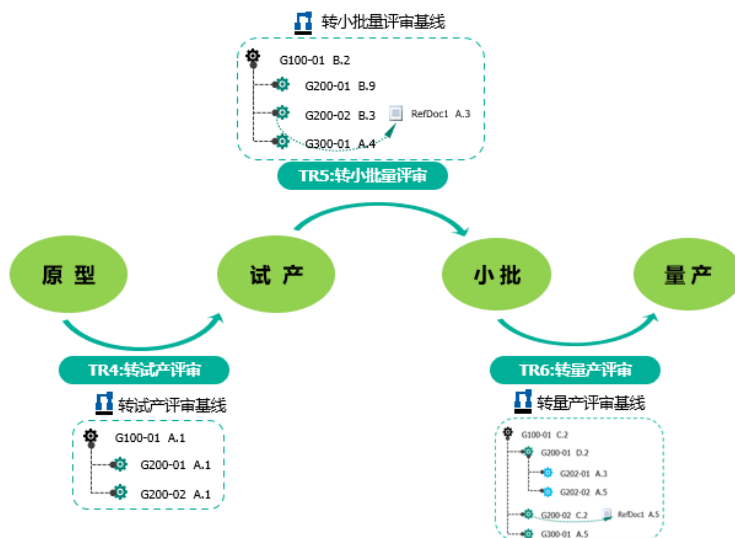 转小批量评审基线
G100-01 B.2
G200-01 B.9
G200-02 B.3
RefDoc1 A.3
G300-01 A.4
TR5:转小批量评审
原型
试产
小批
量产
TR4:转试产评审
TR6:转量产评审
转试产评审基线
G100-01 A.1
G200-01 A.1
G200-02 A.1
转量产评审基线
G100-01 C.2
G200-01 D.2
G202-01 A.3
G202-02 A.5
G200-02 C.2
RefDoc1 A.5
G300-01 A.5